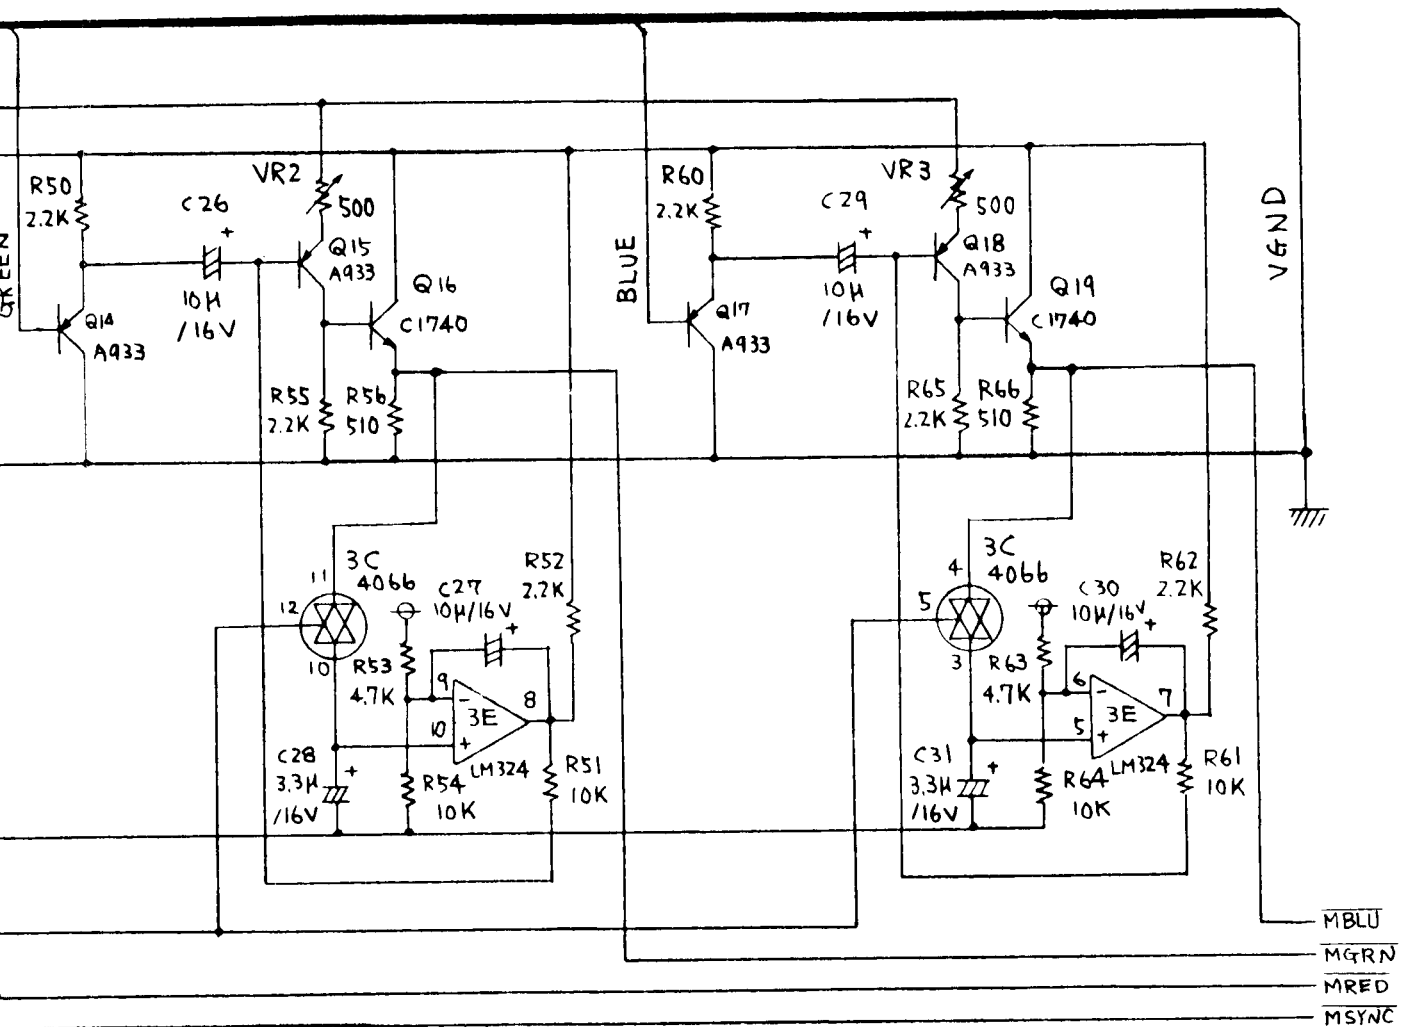 GREEN
R50
2.2K
C26
+
10μ
/16V
Q14
A933
VR2
500
Q15
A933
Q16
C1740
R55
2.2K
R56
510
BLUE
R60
2.2K
C29
+
10μ
/16V
Q17
A933
VR3
500
Q18
A933
Q19
C1740
R65
2.2K
R66
510
VGND
3C
4066
11
12
10
C27
10μ/16V
+
R52
2.2K
R53
4.7K
9
-
8
3E
10
+
LM324
C28
3.3μ
/16V
+
R54
10K
R51
10K
3C
4066
4
5
3
C30
10μ/16V
+
R62
2.2K
R63
4.7K
6
-
7
3E
5
+
LM324
C31
3.3μ
/16V
+
R64
10K
R61
10K
MBLU
MGRN
MRED
MSYNC